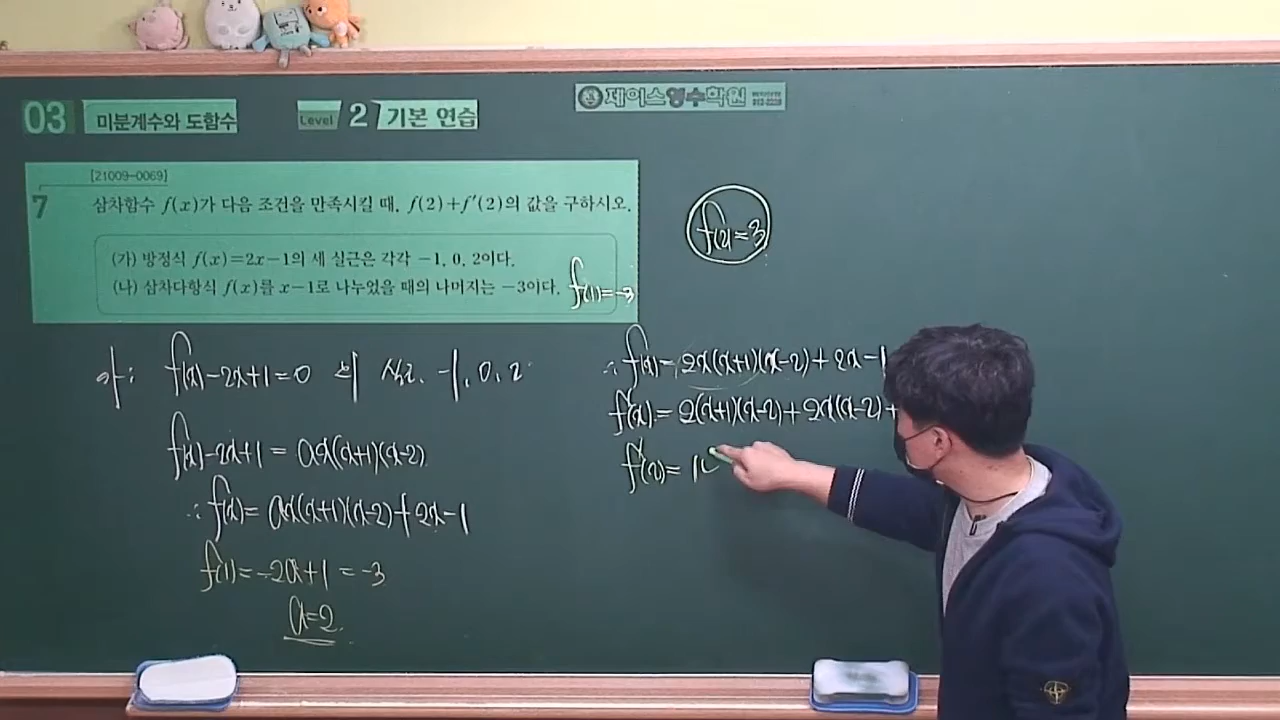 03 미분계수와 도함수 Level 2 기본 연습
제이스영수학원
[21009-0069]
7 삼차함수 f(x)가 다음 조건을 만족시킬 때, f(2)+f′(2)의 값을 구하시오.
(가) 방정식 f(x)=2x-1의 세 실근은 각각 -1, 0, 2이다.
(나) 삼차다항식 f(x)를 x-1로 나누었을 때의 나머지는 -3이다.
f(1)=-3
f(2)=3
f(x)-2x+1=0 의 실근. -1, 0, 2
f(x)-2x+1=ax(x+1)(x-2)
∴ f(x)=ax(x+1)(x-2)+2x-1
f(1)=-2a+1=-3
a=2.
∴ f(x)=2x(x+1)(x-2)+2x-1
f′(x)=2(x+1)(x-2)+2x(x-2)+
f′(2)=